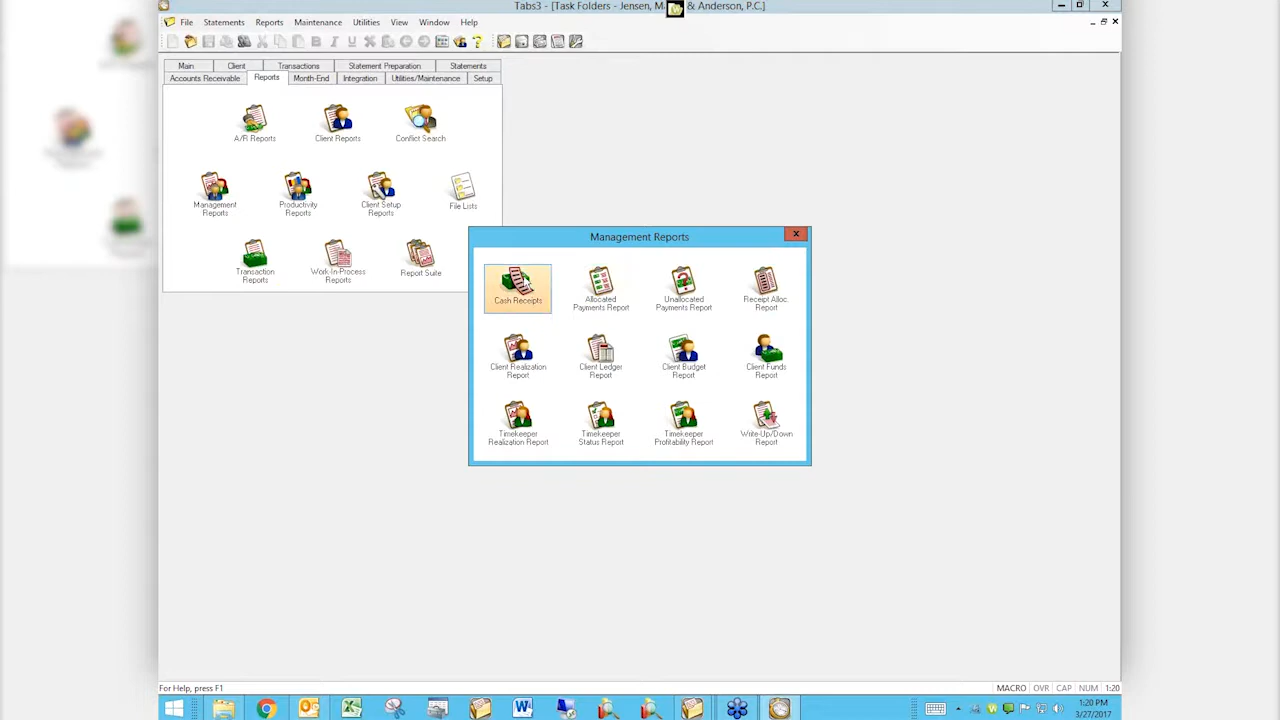 Tabs3 - [Task Folders - Jensen, M & Anderson, P.C.]
File Statements Reports Maintenance Utilities View Window Help
B I U
Main Client Transactions Statement Preparation Statements
Accounts Receivable Reports Month-End Integration Utilities/Maintenance Setup
A/R Reports Client Reports Conflict Search
Management Reports
Productivity Reports
Client Setup Reports
File Lists
Transaction Reports
Work-In-Process Reports
Report Suite
Management Reports
Cash Receipts
Allocated Payments Report
Unallocated Payments Report
Receipt Alloc. Report
Client Realization Report
Client Ledger Report
Client Budget Report
Client Funds Report
Timekeeper Realization Report
Timekeeper Status Report
Timekeeper Profitability Report
Write-Up/Down Report
For Help, press F1
MACRO OVR CAP NUM 1:20
1:20 PM
3/27/2017